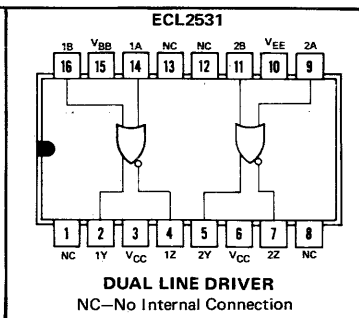 ECL2531
1B VBB 1A NC NC 2B VEE 2A
16 15 14 13 12 11 10 9
1 2 3 4 5 6 7 8
NC 1Y VCC 1Z 2Y VCC 2Z NC
DUAL LINE DRIVER
NC—No Internal Connection